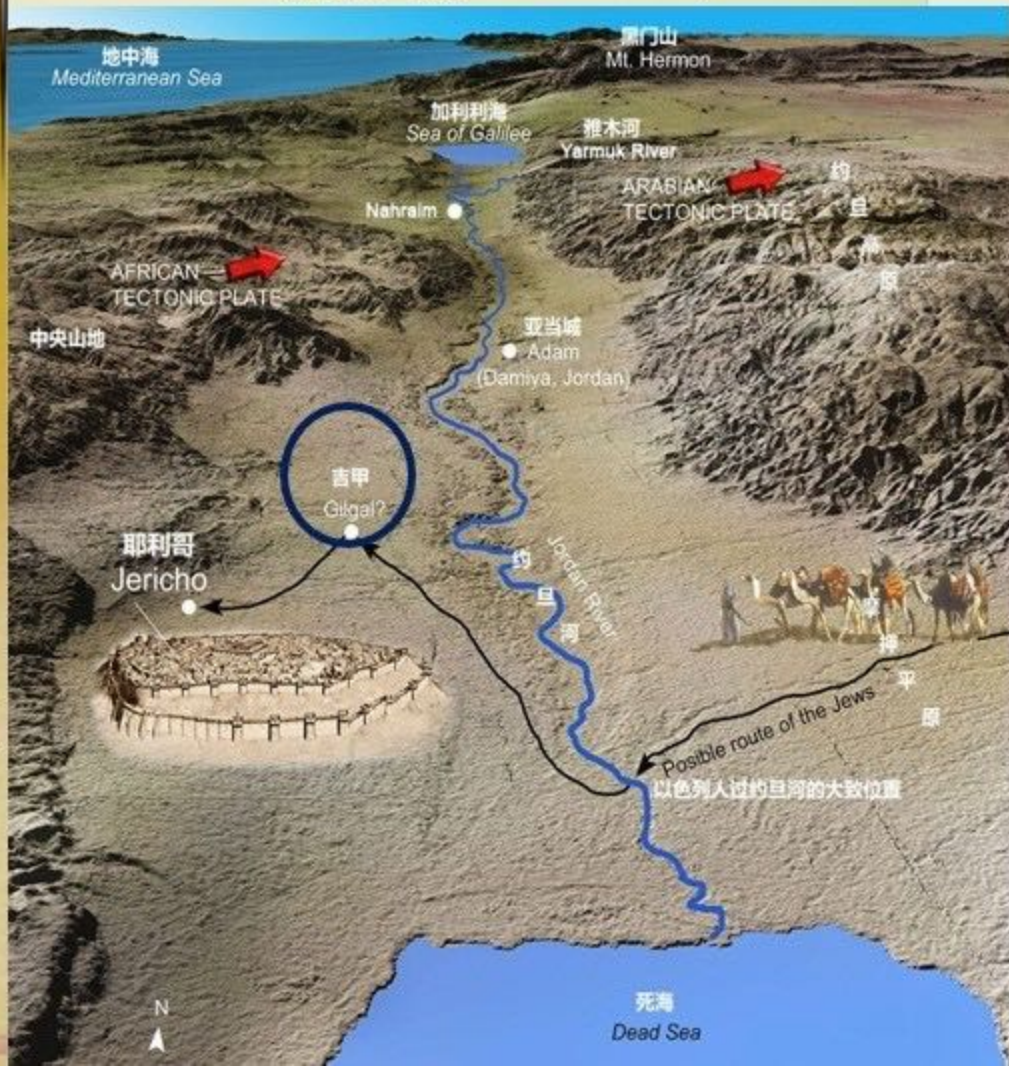 地中海
Mediterranean Sea
黑门山
Mt. Hermon
加利利海
Sea of Galilee
雅木河
Yarmuk River
ARABIAN
TECTONIC PLATE
约
旦
高
原
Nahraim
AFRICAN
TECTONIC PLATE
中央山地
亚当城
Adam
(Damiya, Jordan)
吉甲
Gilgal?
耶利哥
Jericho
约
旦
河
Jordan River
押
平
原
Posible route of the Jews
以色列人过约旦河的大致位置
N
死海
Dead Sea